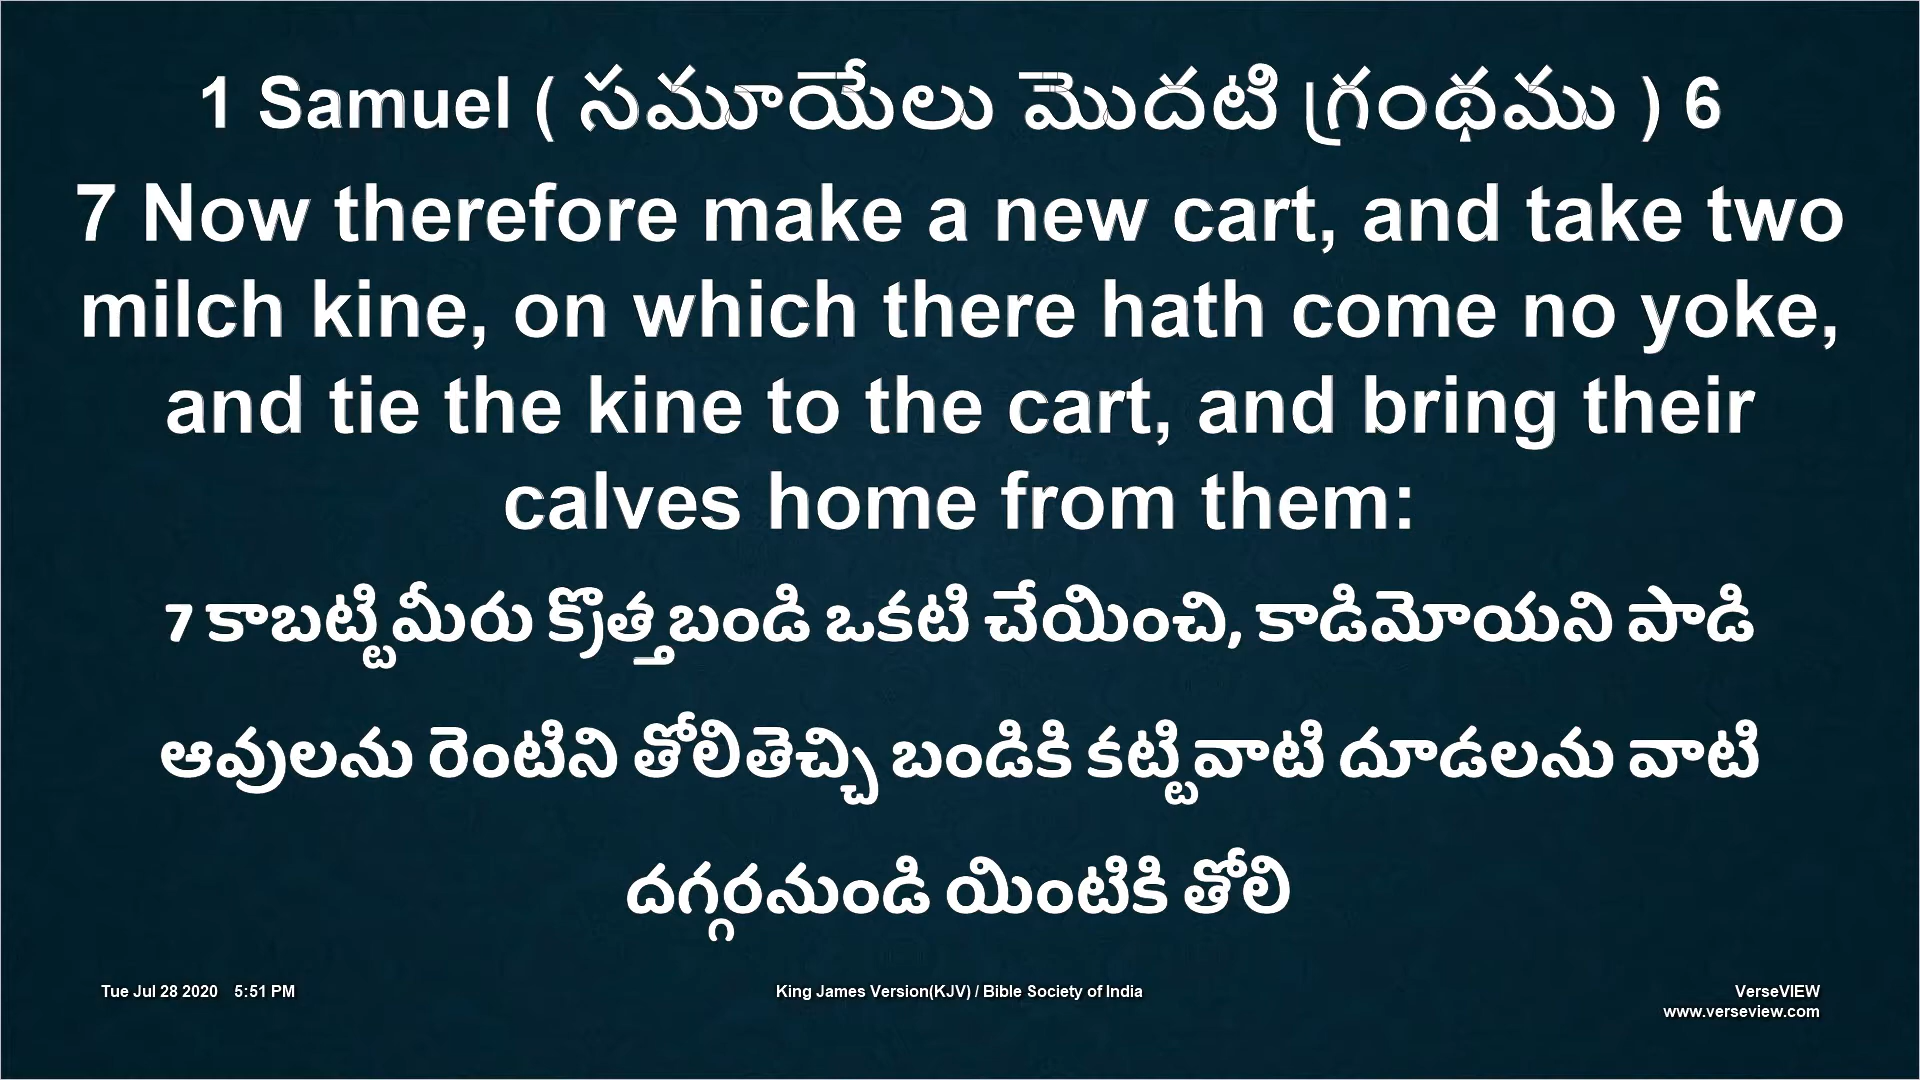 1 Samuel ( సమూయేలు మొదటి గ్రంథము ) 6
7 Now therefore make a new cart, and take two
milch kine, on which there hath come no yoke,
and tie the kine to the cart, and bring their
calves home from them:
7 కాబట్టిమీరు క్రొత్తబండి ఒకటి చేయించి, కాడిమోయని పాడి
ఆవులను రెంటిని తోలితెచ్చి బండికి కట్టివాటి దూడలను వాటి
దగ్గరనుండి యింటికి తోలి
Tue Jul 28 2020 5:51 PM
King James Version(KJV) / Bible Society of India
VerseVIEW
www.verseview.com